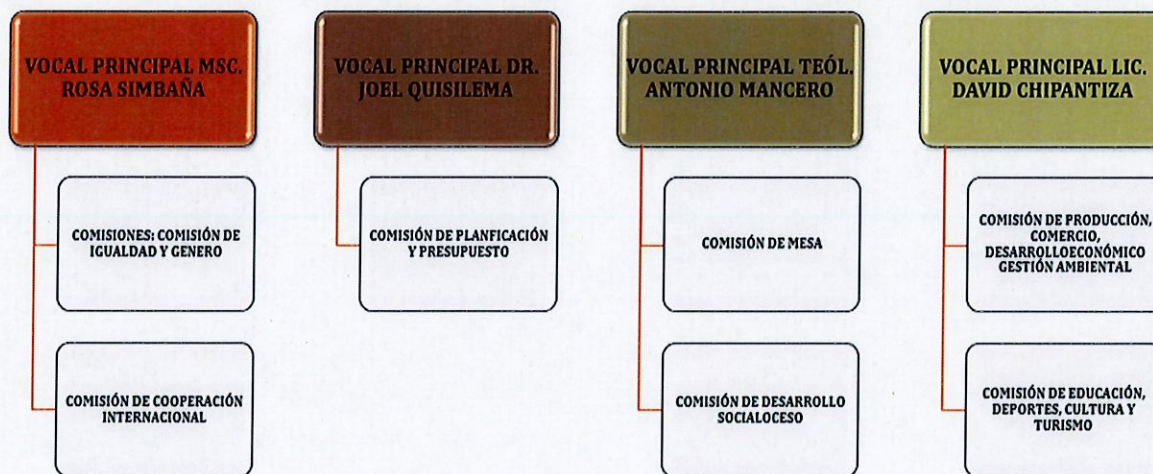 VOCAL PRINCIPAL MSC.
ROSA SIMBAÑA
COMISIONES: COMISIÓN DE
IGUALDAD Y GENERO
COMISIÓN DE COOPERACIÓN
INTERNACIONAL
VOCAL PRINCIPAL DR.
JOEL QUISILEMA
COMISIÓN DE PLANFICACIÓN
Y PRESUPUESTO
VOCAL PRINCIPAL TEÓL.
ANTONIO MANCERO
COMISIÓN DE MESA
COMISIÓN DE DESARROLLO
SOCIALOCESO
VOCAL PRINCIPAL LIC.
DAVID CHIPANTIZA
COMISIÓN DE PRODUCCIÓN,
COMERCIO,
DESARROLLOECONÓMICO
GESTIÓN AMBIENTAL
COMISIÓN DE EDUCACIÓN,
DEPORTES, CULTURA Y
TURISMO